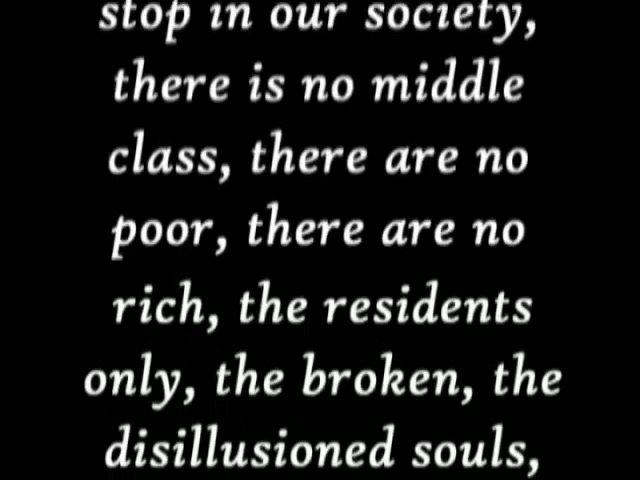 stop in our society,
there is no middle
class, there are no
poor, there are no
rich, the residents
only, the broken, the
disillusioned souls,